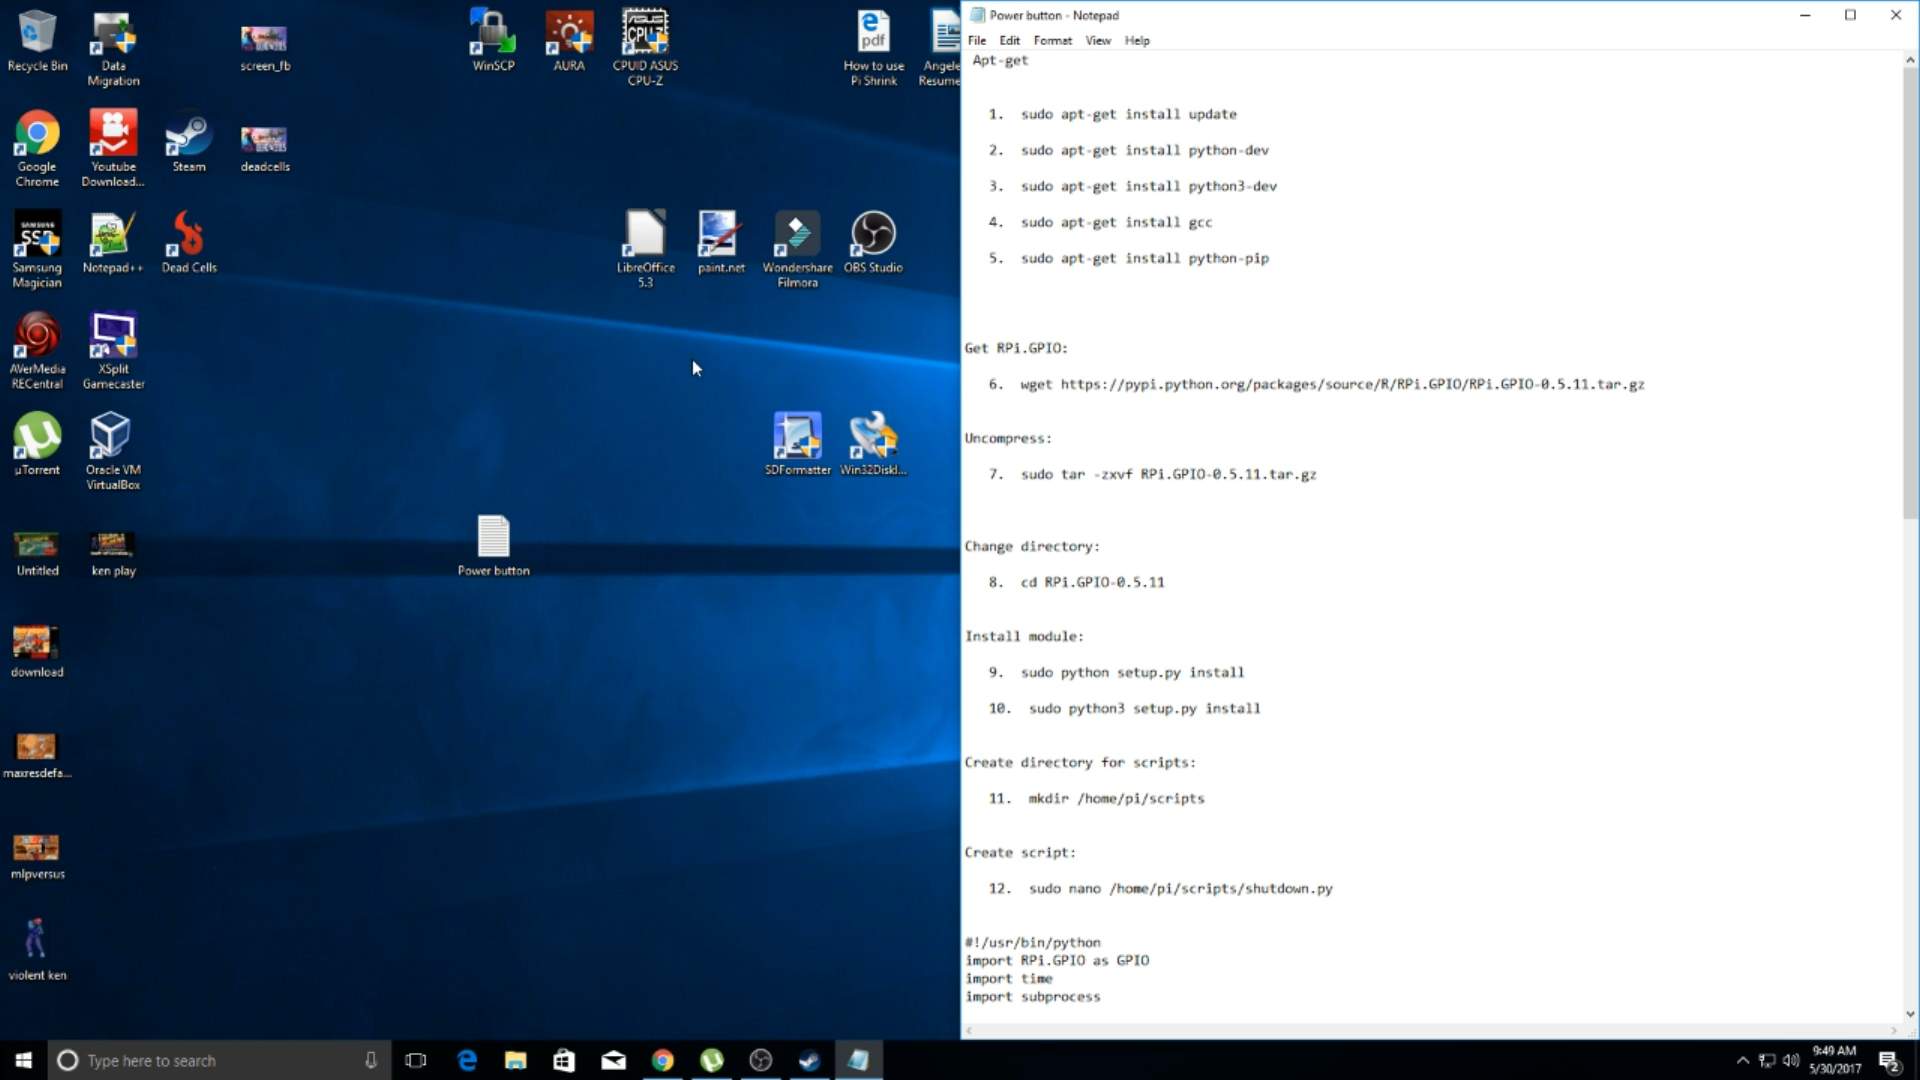 Recycle Bin
Data Migration
screen_fb
WinSCP
AURA
CPUID ASUS CPU-Z
How to use Pi Shrink
Angele Resume
Google Chrome
Youtube Download...
Steam
deadcells
Samsung Magician
Notepad++
Dead Cells
LibreOffice 5.3
paint.net
Wondershare Filmora
OBS Studio
AVerMedia RECentral
XSplit Gamecaster
µTorrent
Oracle VM VirtualBox
SDFormatter
Win32DiskI...
Untitled
ken play
Power button
download
maxresdefa...
mlpversus
violent ken
Power button - Notepad
File Edit Format View Help
Apt-get
1. sudo apt-get install update
2. sudo apt-get install python-dev
3. sudo apt-get install python3-dev
4. sudo apt-get install gcc
5. sudo apt-get install python-pip
Get RPi.GPIO:
6. wget https://pypi.python.org/packages/source/R/RPi.GPIO/RPi.GPIO-0.5.11.tar.gz
Uncompress:
7. sudo tar -zxvf RPi.GPIO-0.5.11.tar.gz
Change directory:
8. cd RPi.GPIO-0.5.11
Install module:
9. sudo python setup.py install
10. sudo python3 setup.py install
Create directory for scripts:
11. mkdir /home/pi/scripts
Create script:
12. sudo nano /home/pi/scripts/shutdown.py
#!/usr/bin/python
import RPi.GPIO as GPIO
import time
import subprocess
Type here to search
9:49 AM
5/30/2017
2